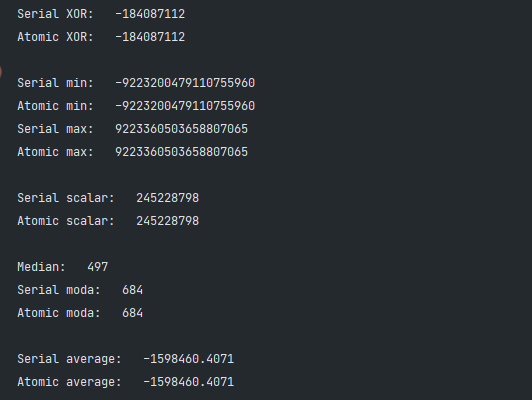 Serial XOR:   -184087112
Atomic XOR:   -184087112
Serial min:   -9223200479110755960
Atomic min:   -9223200479110755960
Serial max:   9223360503658807065
Atomic max:   9223360503658807065
Serial scalar:   245228798
Atomic scalar:   245228798
Median:   497
Serial moda:   684
Atomic moda:   684
Serial average:   -1598460.4071
Atomic average:   -1598460.4071